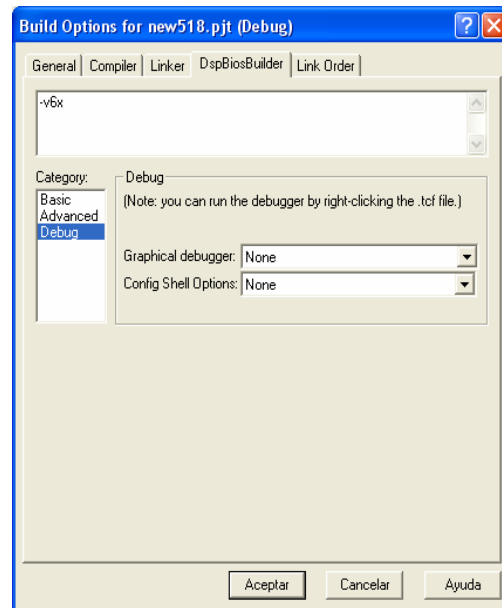 Build Options for new518.pjt (Debug)
General Compiler Linker DspBiosBuilder Link Order
-v6x
Category:
Basic
Advanced
Debug
Debug
(Note: you can run the debugger by right-clicking the .tcf file.)
Graphical debugger: None
Config Shell Options: None
Aceptar Cancelar Ayuda